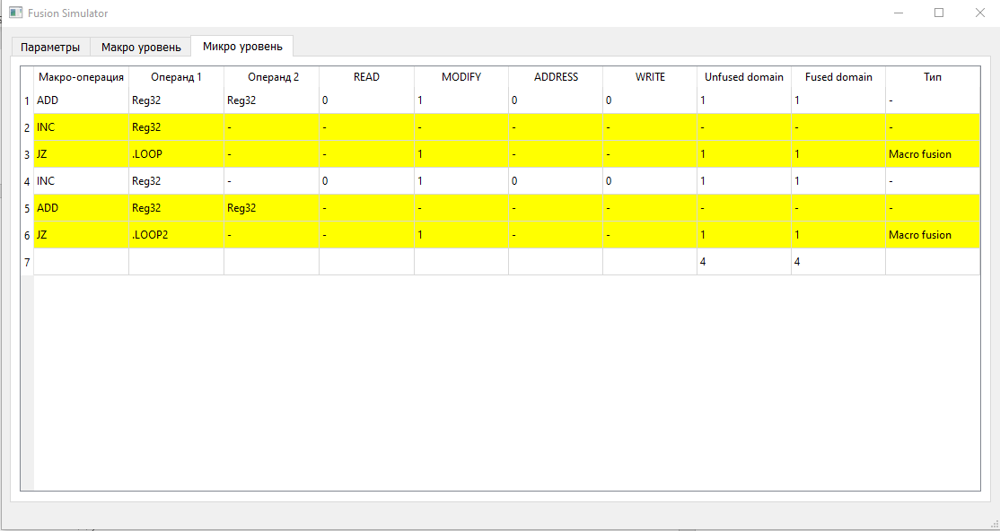 Fusion Simulator
Параметры Макро уровень Микро уровень
Макро-операция Операнд 1 Операнд 2 READ MODIFY ADDRESS WRITE Unfused domain Fused domain Тип
1 ADD Reg32 Reg32 0 1 0 0 1 1 -
2 INC Reg32 - - - - - - - -
3 JZ .LOOP - - 1 - - 1 1 Macro fusion
4 INC Reg32 - 0 1 0 0 1 1 -
5 ADD Reg32 Reg32 - - - - - - -
6 JZ .LOOP2 - - 1 - - 1 1 Macro fusion
7 4 4